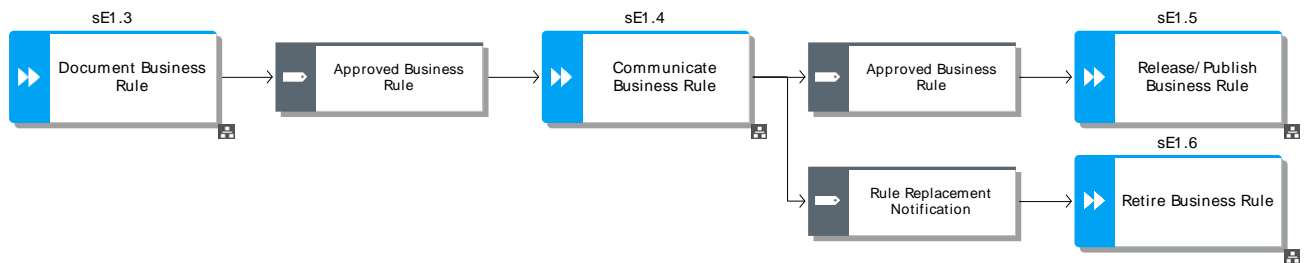 sE1.3
Document Business
Rule
Approved Business
Rule
sE1.4
Communicate
Business Rule
Approved Business
Rule
sE1.5
Release/ Publish
Business Rule
Rule Replacement
Notification
sE1.6
Retire Business Rule